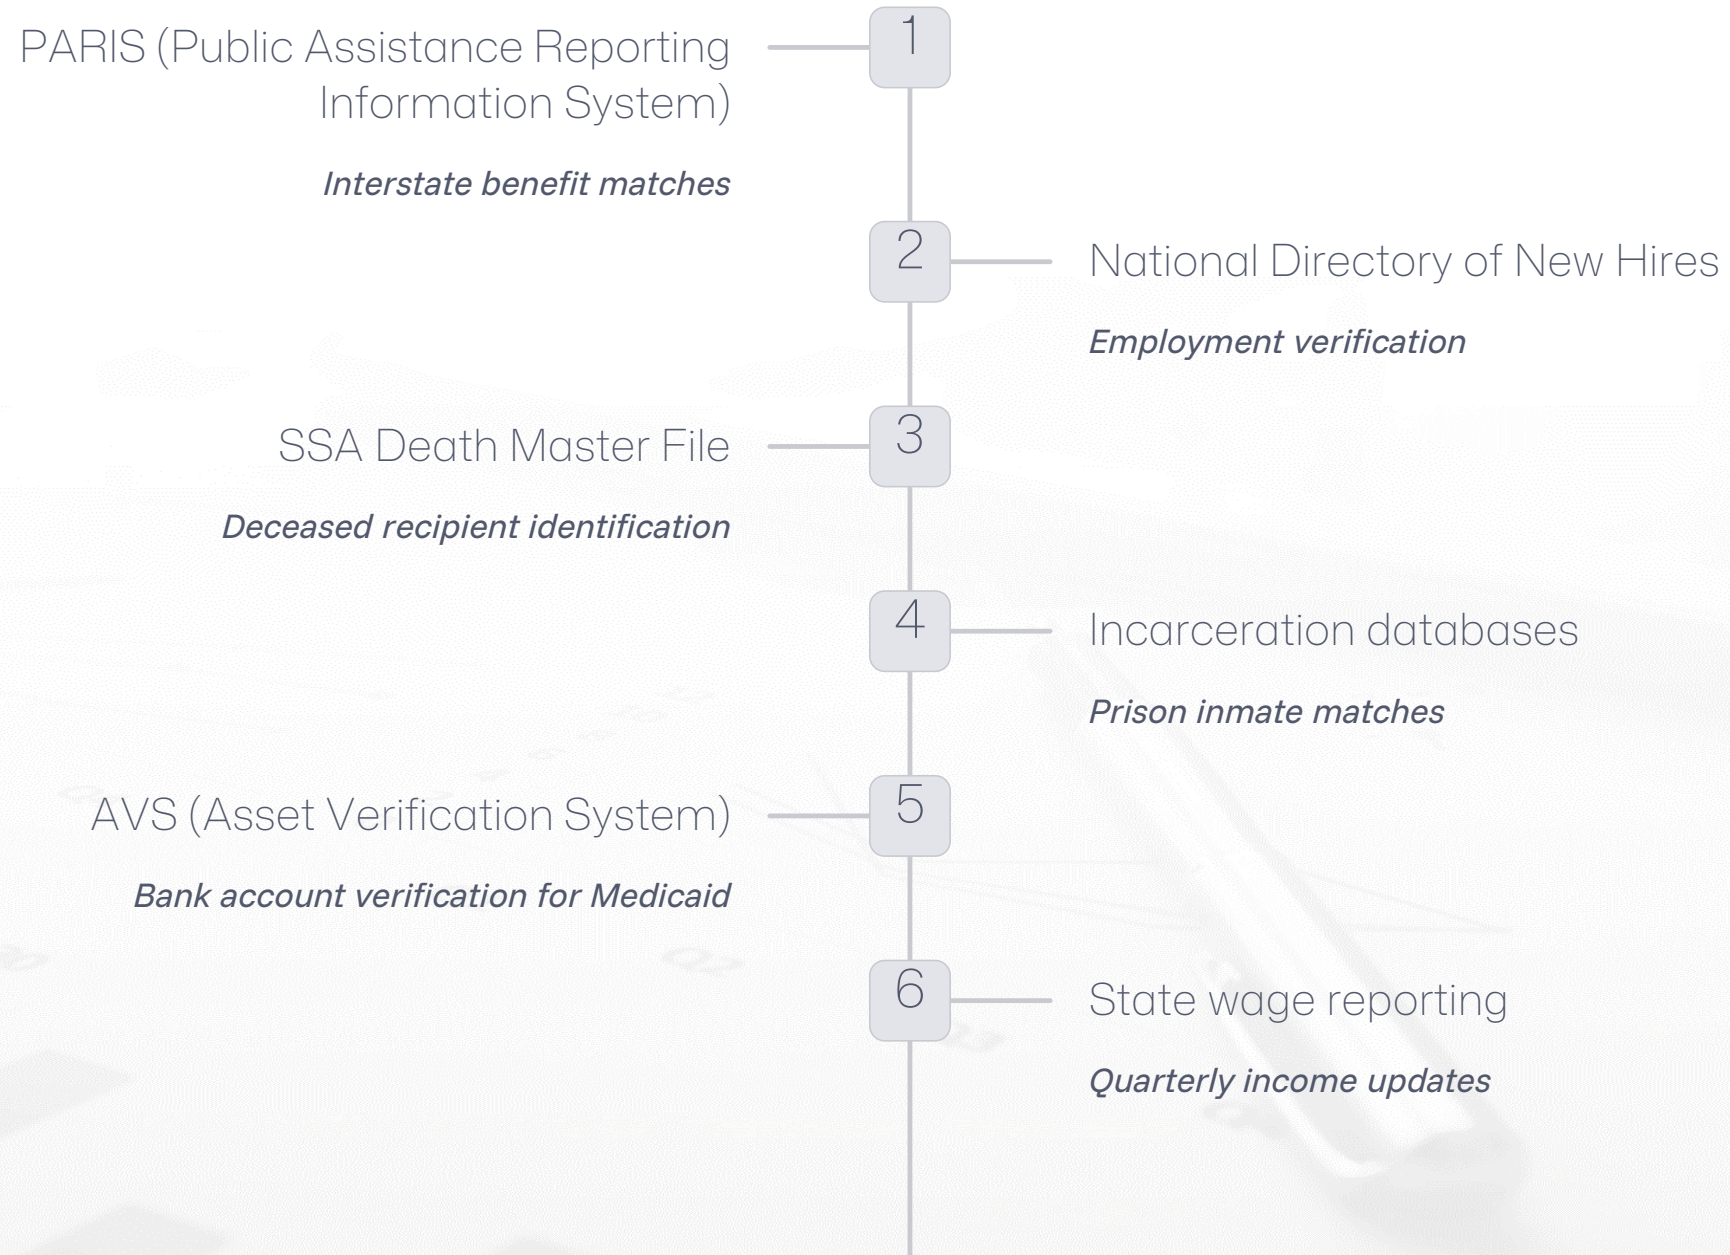 1
PARIS (Public Assistance Reporting
Information System)
Interstate benefit matches
2
National Directory of New Hires
Employment verification
3
SSA Death Master File
Deceased recipient identification
4
Incarceration databases
Prison inmate matches
5
AVS (Asset Verification System)
Bank account verification for Medicaid
6
State wage reporting
Quarterly income updates
Q2